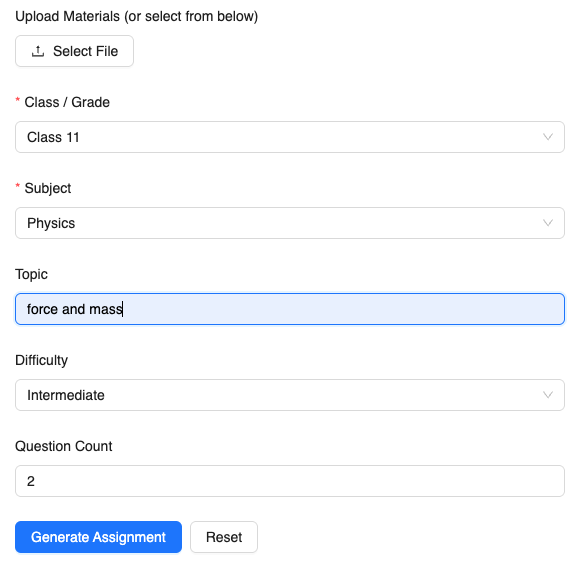 Upload Materials (or select from below)
Select File
* Class / Grade
Class 11
* Subject
Physics
Topic
force and mass
Difficulty
Intermediate
Question Count
2
Generate Assignment Reset